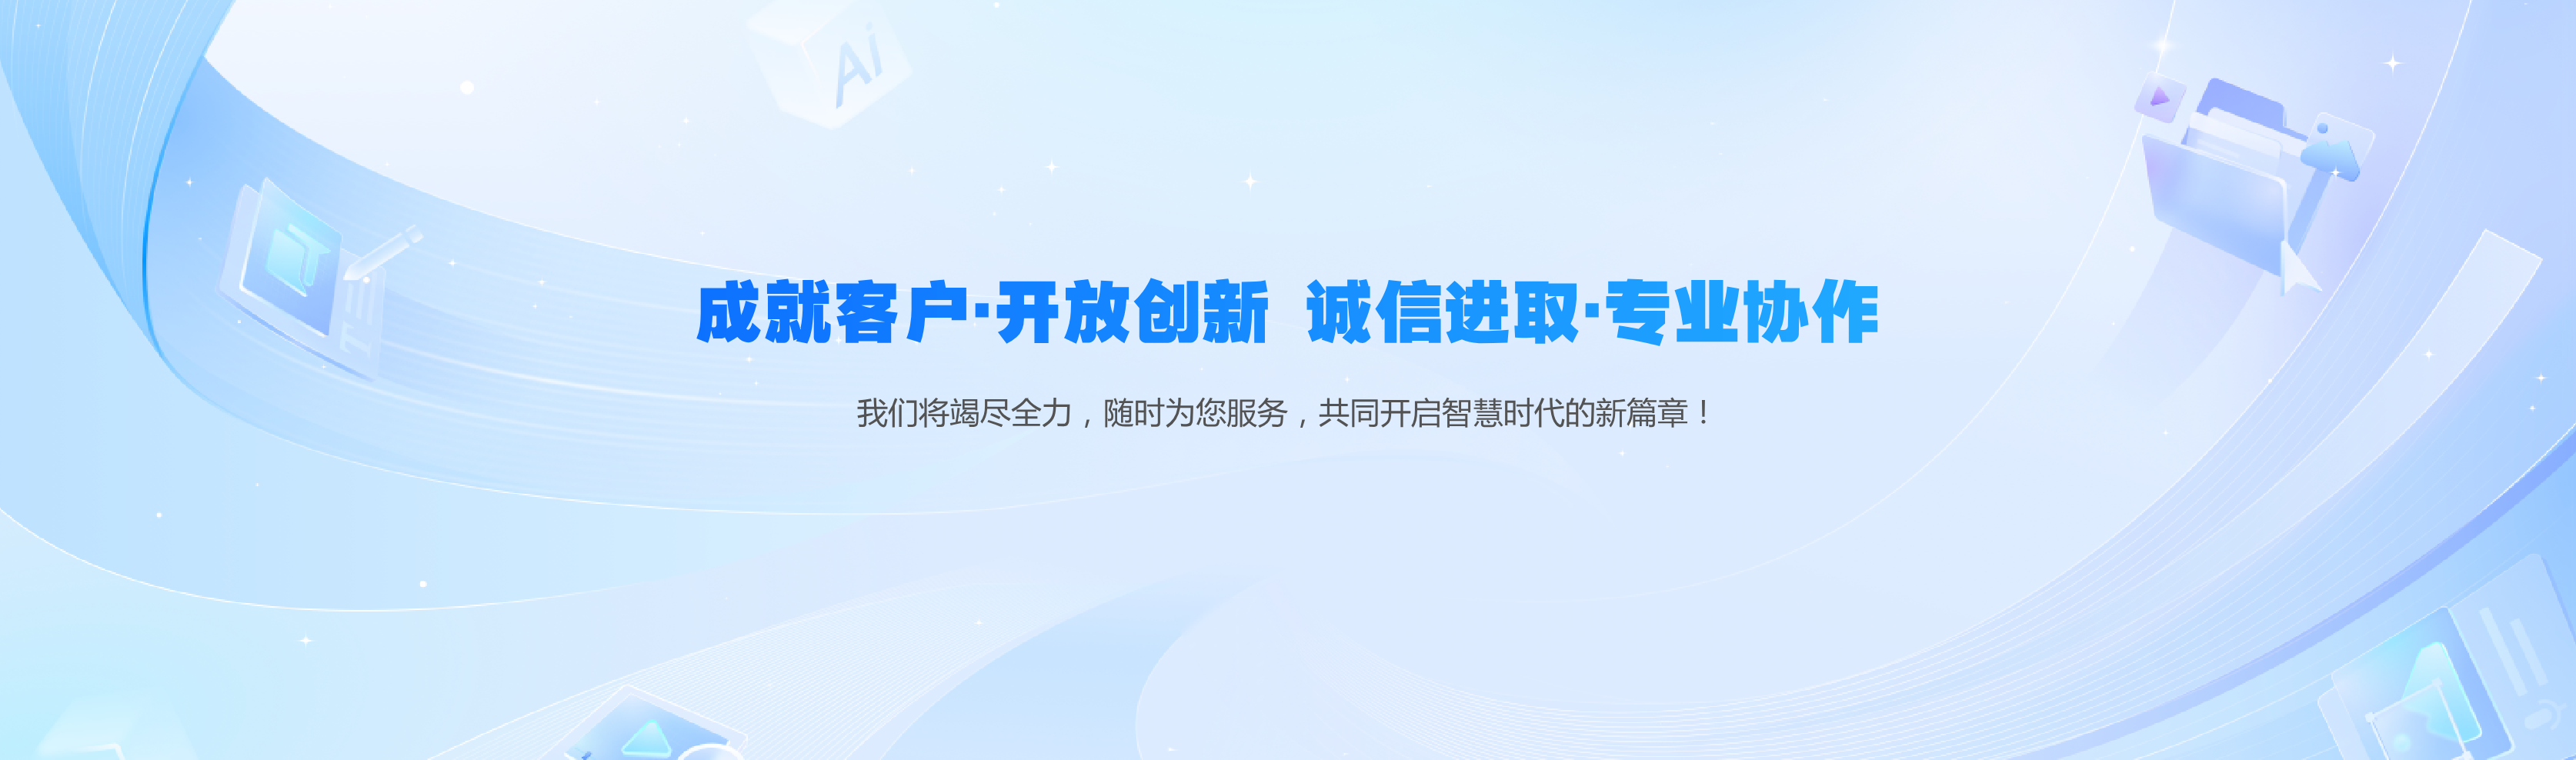 Ai
成就客户·开放创新 诚信进取·专业协作
我们将竭尽全力，随时为您服务，共同开启智慧时代的新篇章！